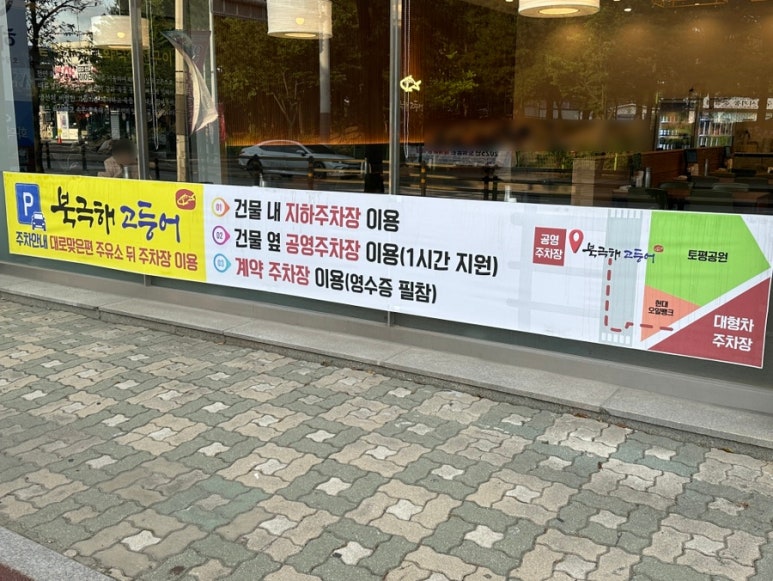 P
북극해 고등어
주차안내 대로맞은편 주유소 뒤 주차장 이용
01 건물 내 지하주차장 이용
02 건물 옆 공영주차장 이용(1시간 지원)
03 계약 주차장 이용(영수증 필참)
공영
주차장
북극해 고등어
토평공원
현대
오일뱅크
대형차
주차장